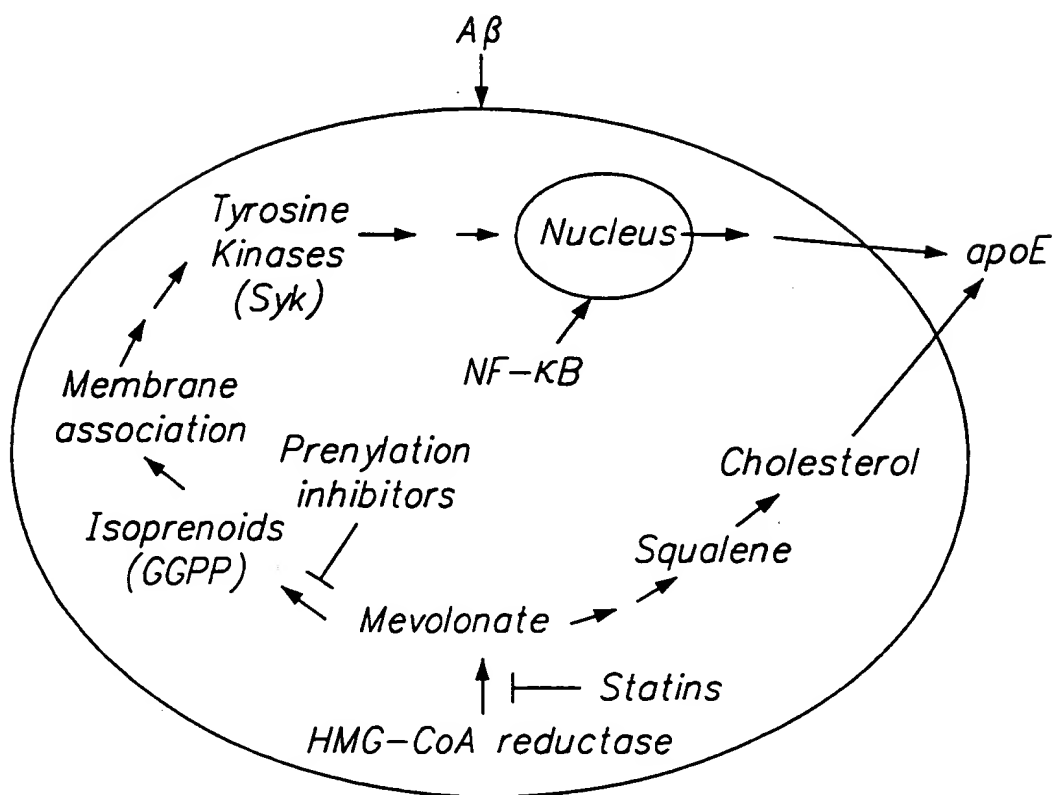 Aβ
Tyrosine
Kinases
(Syk)
Nucleus
apoE
NF-κB
Membrane
association
Prenylation
inhibitors
Cholesterol
Isoprenoids
(GGPP)
Squalene
Mevolonate
Statins
HMG-CoA reductase